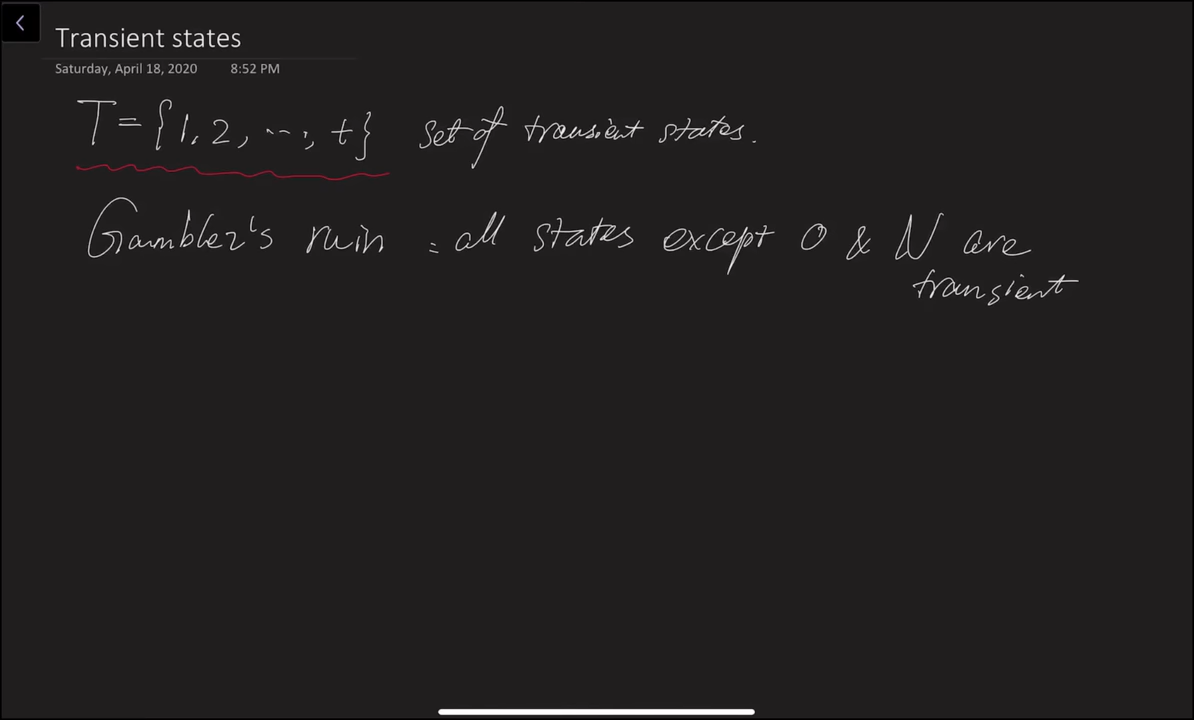 Transient states
Saturday, April 18, 2020 8:52 PM
T = {1, 2, ..., t} set of transient states.
Gambler's ruin : all states except 0 & N are
transient